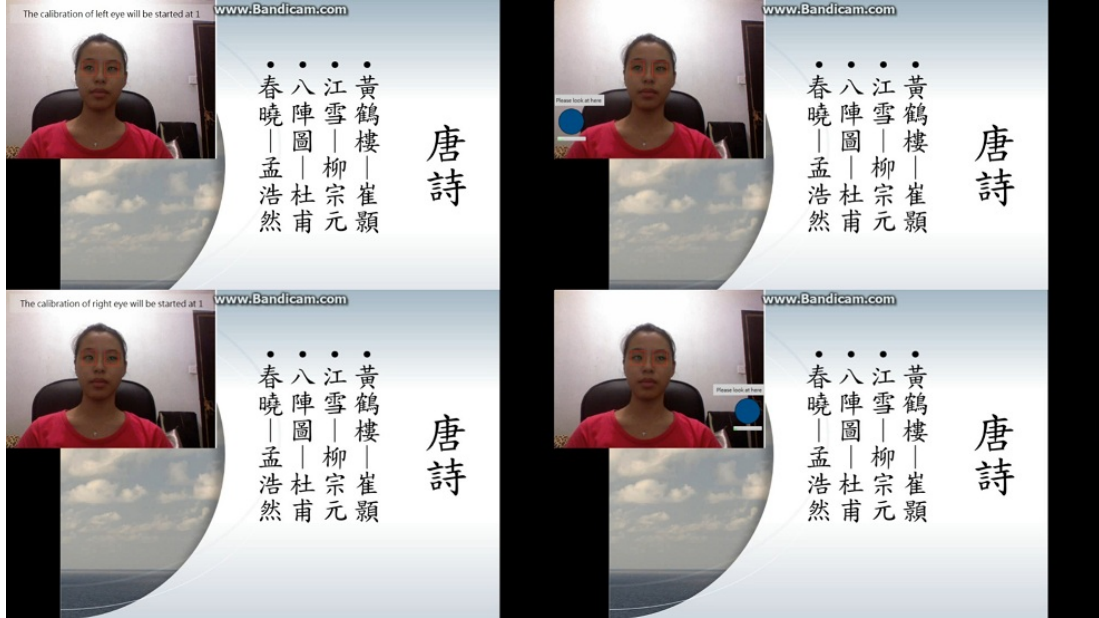 The calibration of left eye will be started at 1
www.Bandicam.com
唐詩
• 黃鶴樓—崔顥
• 江雪—柳宗元
• 八陣圖—杜甫
• 春曉—孟浩然
www.Bandicam.com
Please look at here
唐詩
• 黃鶴樓—崔顥
• 江雪—柳宗元
• 八陣圖—杜甫
• 春曉—孟浩然
The calibration of right eye will be started at 1
www.Bandicam.com
唐詩
• 黃鶴樓—崔顥
• 江雪—柳宗元
• 八陣圖—杜甫
• 春曉—孟浩然
www.Bandicam.com
Please look at here
唐詩
• 黃鶴樓—崔顥
• 江雪—柳宗元
• 八陣圖—杜甫
• 春曉—孟浩然